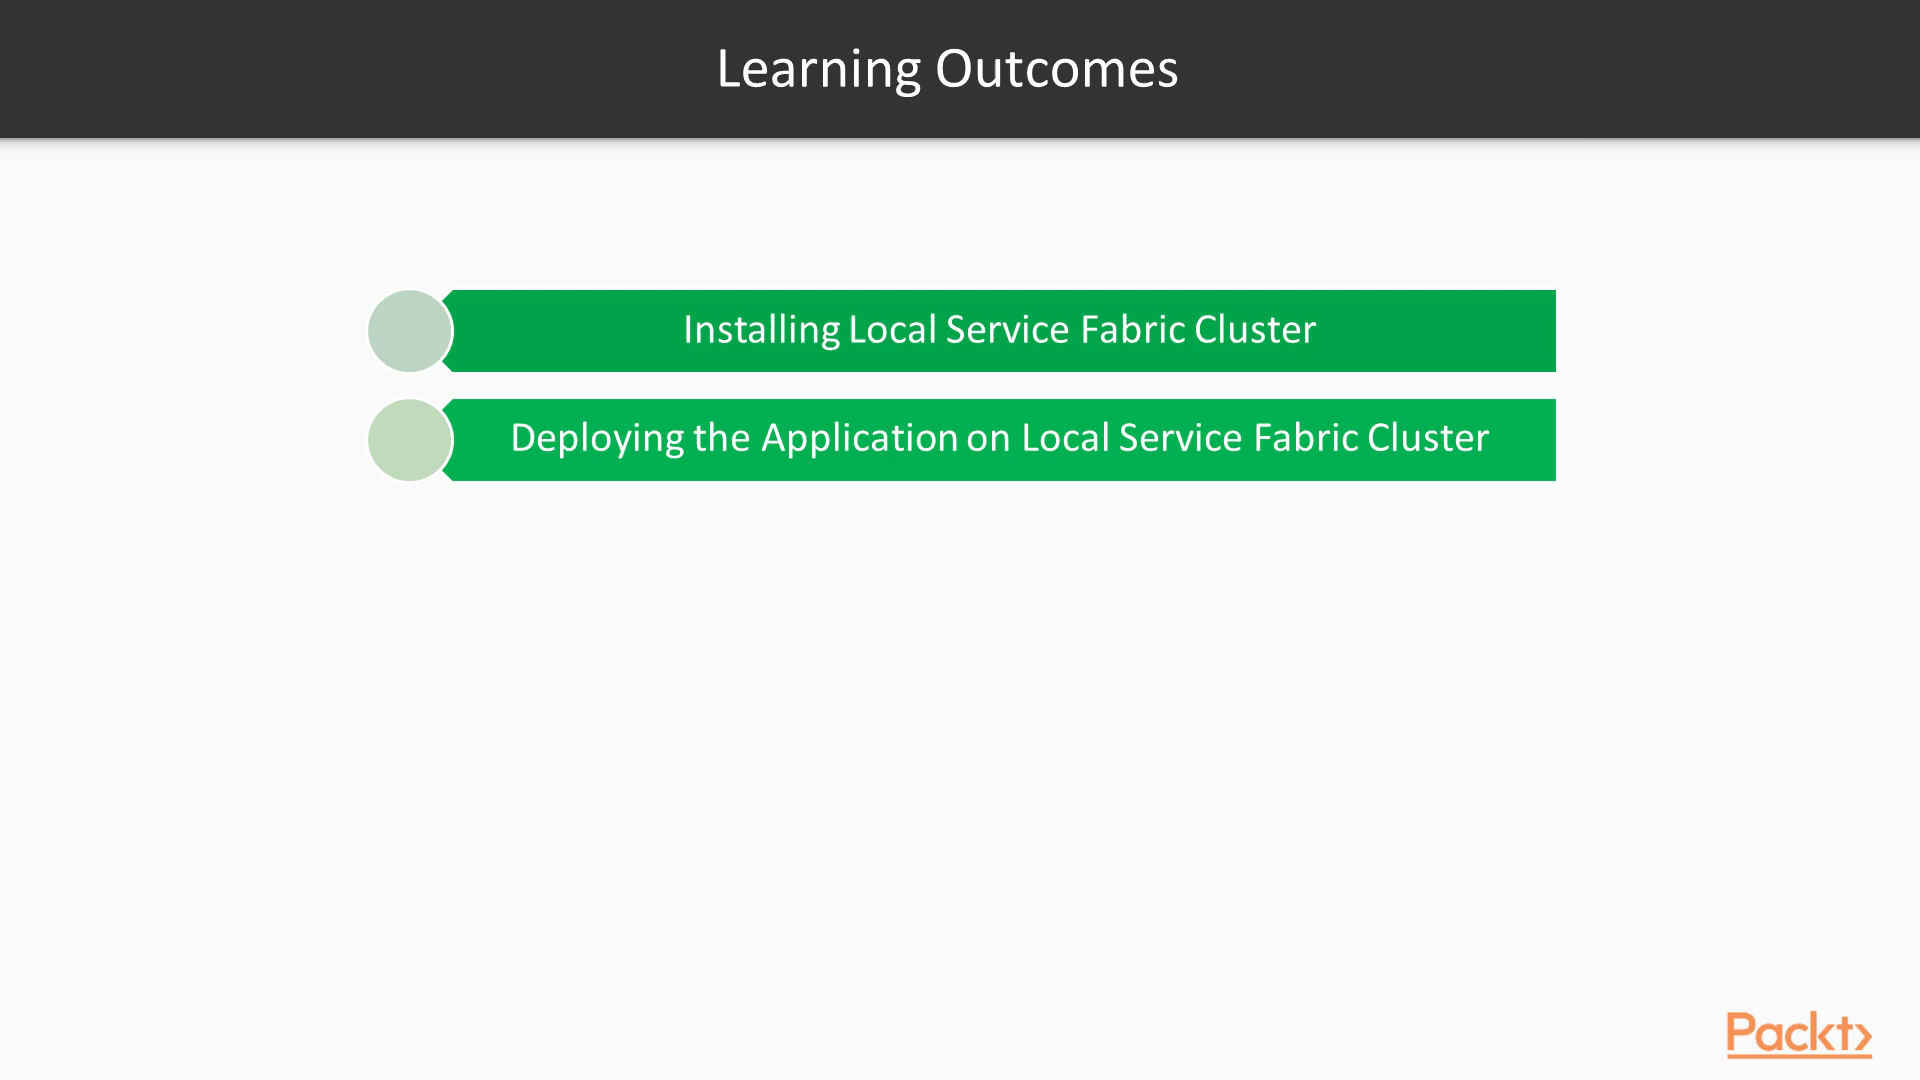 Learning Outcomes
Installing Local Service Fabric Cluster
Deploying the Application on Local Service Fabric Cluster
Packt>